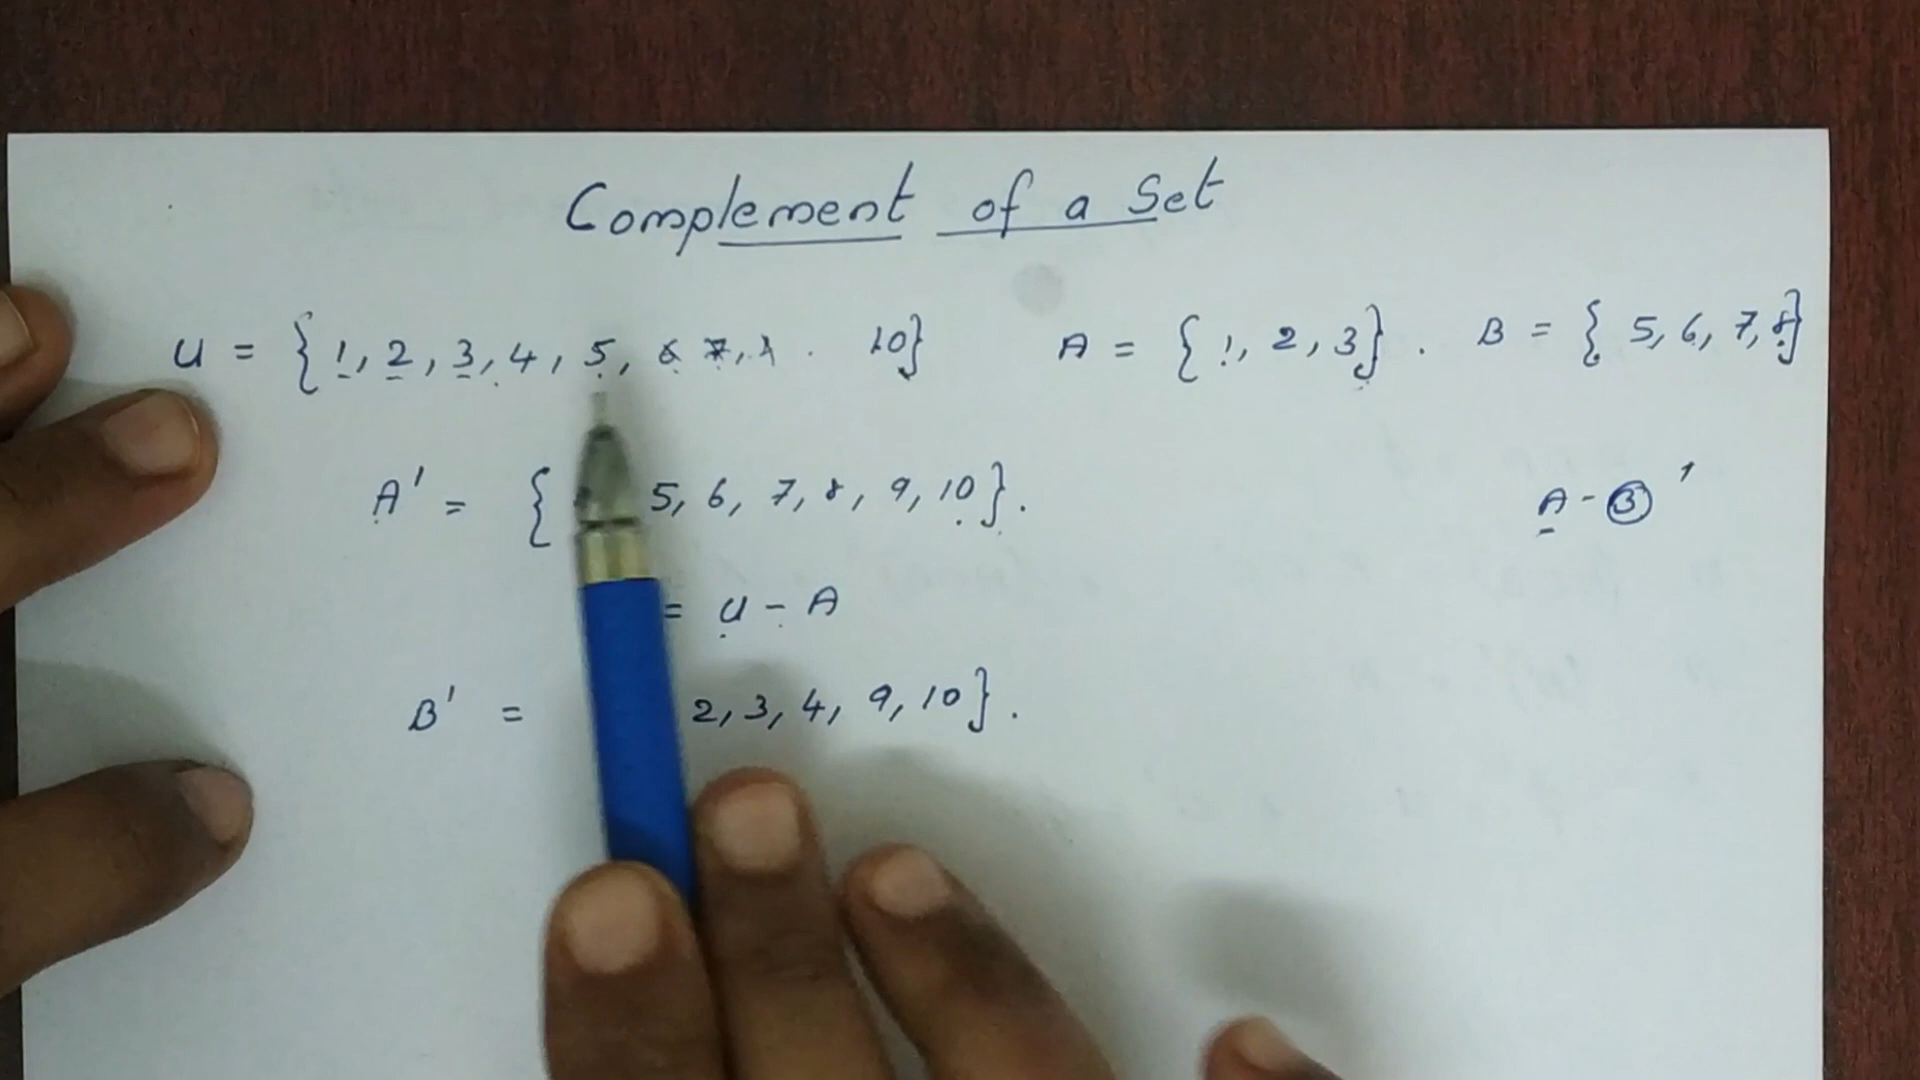 Complement of a Set
U = {1, 2, 3, 4, 5, 6 7, 10} A = {1, 2, 3}. B = {5, 6, 7, 8}
A' = { 5, 6, 7, 8, 9, 10}. A - B '
= U - A
B' = 2, 3, 4, 9, 10}.